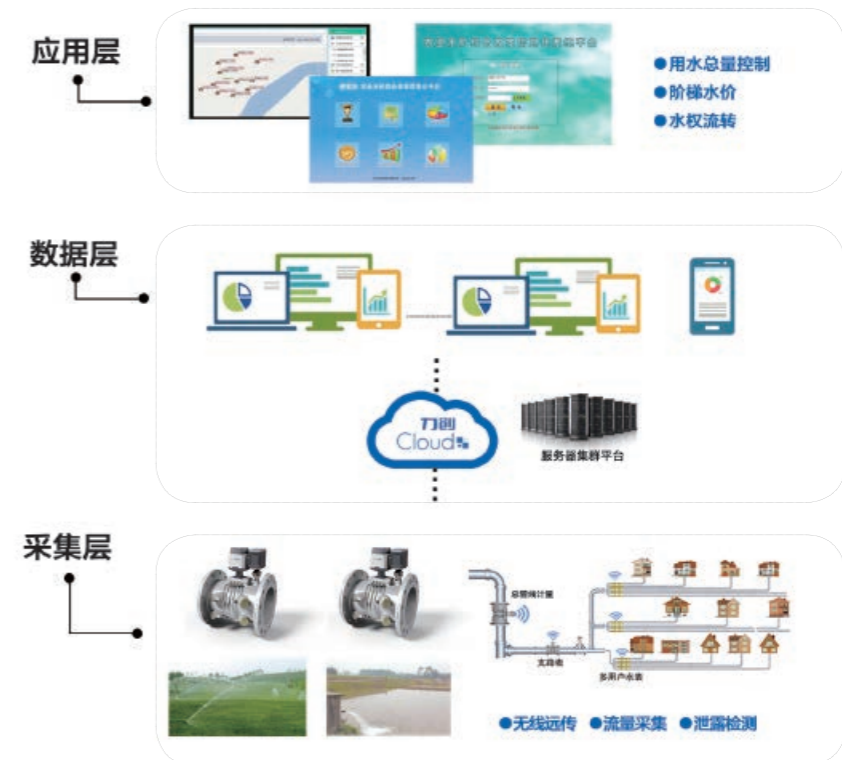 应用层
●用水总量控制
●阶梯水价
●水权流转
数据层
力创
Cloud
服务器集群平台
采集层
总管线计量
支路表
多用户水表
●无线远传 ●流量采集 ●泄露检测